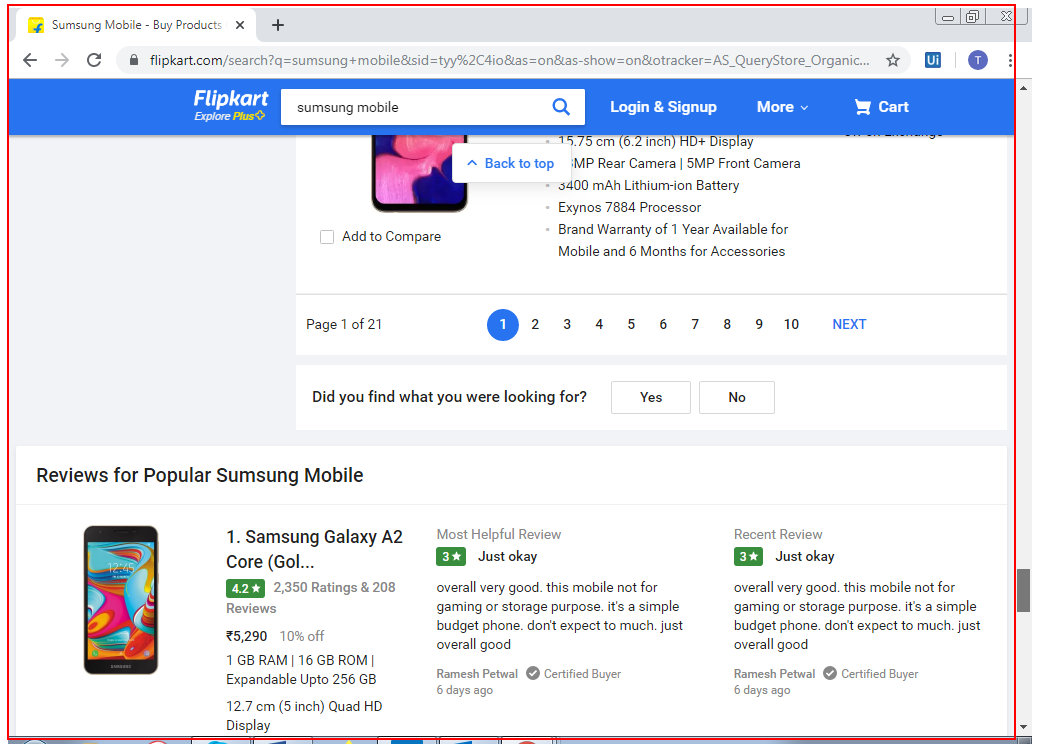 Sumsung Mobile - Buy Products
flipkart.com/search?q=sumsung+mobile&sid=tyy%2C4io&as=on&as-show=on&otracker=AS_QueryStore_Organic...
Ui
T
Flipkart
Explore Plus
sumsung mobile
Login & Signup
More
Cart
15.75 cm (6.2 inch) HD+ Display
Back to top
MP Rear Camera | 5MP Front Camera
3400 mAh Lithium-ion Battery
Exynos 7884 Processor
Brand Warranty of 1 Year Available for
Mobile and 6 Months for Accessories
Add to Compare
Page 1 of 21
1 2 3 4 5 6 7 8 9 10 NEXT
Did you find what you were looking for?
Yes
No
Reviews for Popular Sumsung Mobile
1. Samsung Galaxy A2
Core (Gol...
4.2★ 2,350 Ratings & 208
Reviews
₹5,290 10% off
1 GB RAM | 16 GB ROM |
Expandable Upto 256 GB
12.7 cm (5 inch) Quad HD
Display
Most Helpful Review
3★ Just okay
overall very good. this mobile not for
gaming or storage purpose. it's a simple
budget phone. don't expect to much. just
overall good
Ramesh Petwal Certified Buyer
6 days ago
Recent Review
3★ Just okay
overall very good. this mobile not for
gaming or storage purpose. it's a simple
budget phone. don't expect to much. just
overall good
Ramesh Petwal Certified Buyer
6 days ago